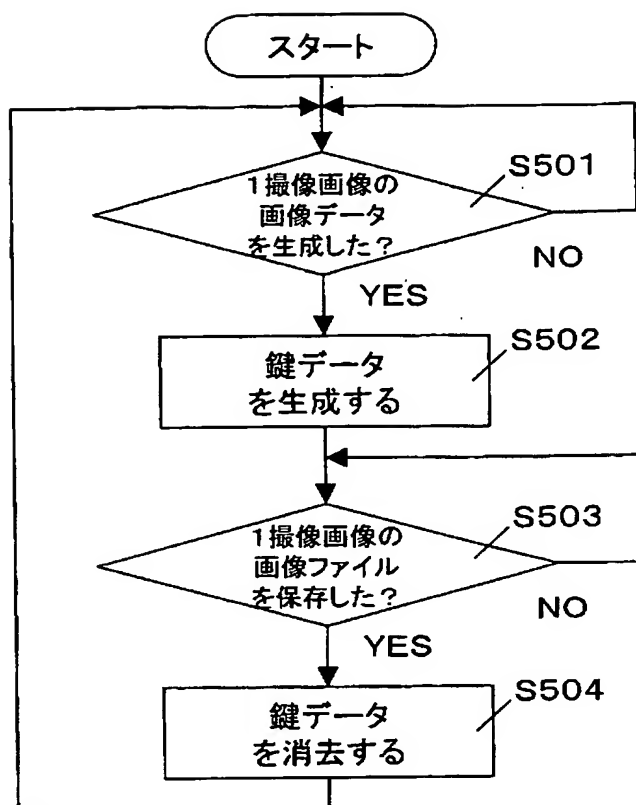 スタート
1撮像画像の
画像データ
を生成した?
S501
NO
YES
鍵データ
を生成する
S502
1撮像画像の
画像ファイル
を保存した?
S503
NO
YES
鍵データ
を消去する
S504